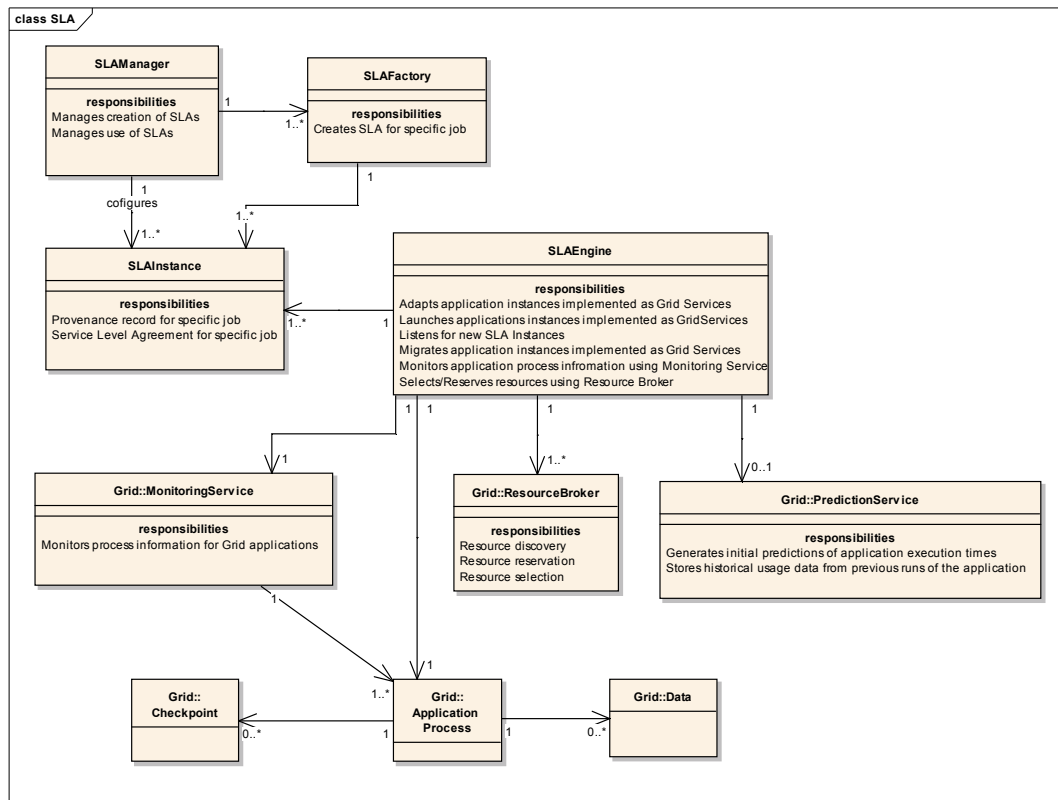 class SLA
SLAManager
responsibilities
Manages creation of SLAs
Manages use of SLAs
1
1..*
SLAFactory
responsibilities
Creates SLA for specific job
1
cofigures
1..*
1
1..*
SLAInstance
responsibilities
Provenance record for specific job
Service Level Agreement for specific job
1..*
1
SLAEngine
responsibilities
Adapts application instances implemented as Grid Services
Launches applications instances implemented as GridServices
Listens for new SLA Instances
Migrates application instances implemented as Grid Services
Monitors application process infromation using Monitoring Service
Selects/Reserves resources using Resource Broker
1
1
1
1
1
1..*
0..1
Grid::MonitoringService
responsibilities
Monitors process information for Grid applications
Grid::ResourceBroker
responsibilities
Resource discovery
Resource reservation
Resource selection
Grid::PredictionService
responsibilities
Generates initial predictions of application execution times
Stores historical usage data from previous runs of the application
1
1..*
1
Grid::
Checkpoint
0..*
1
Grid::
Application
Process
1
0..*
Grid::Data